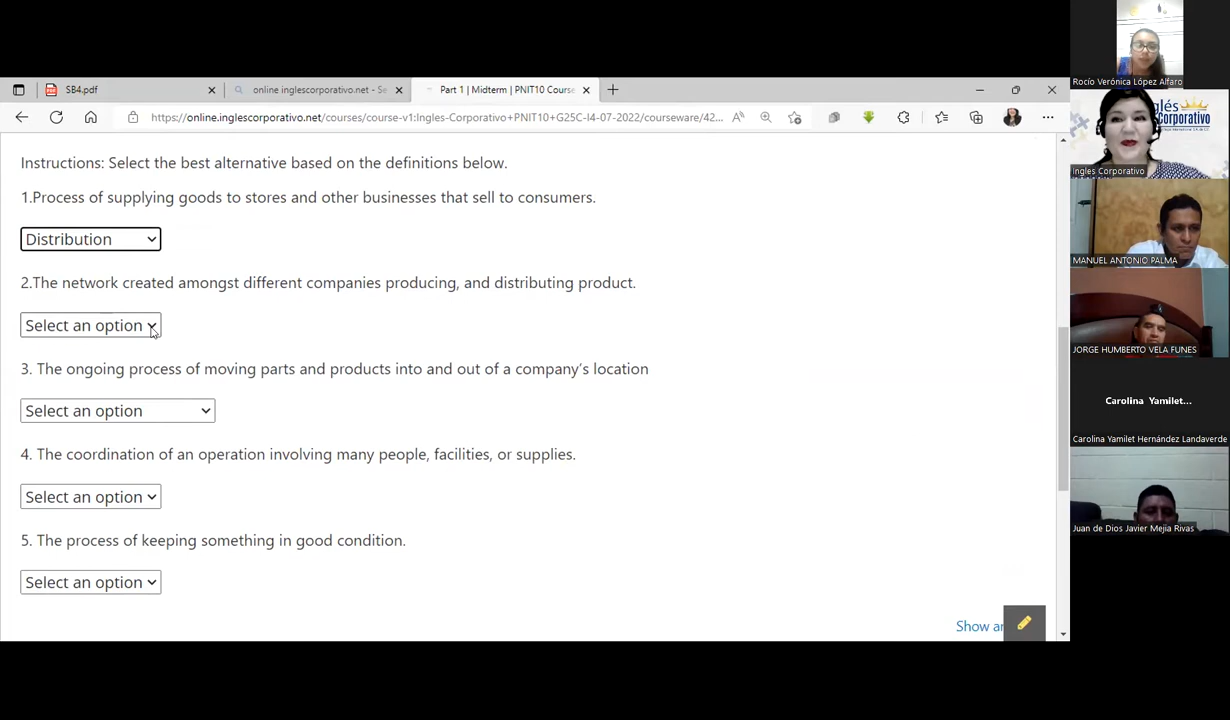 SB4.pdf
online inglescorporativo.net - Se
Part 1 | Midterm | PNIT10 Course
https://online.inglescorporativo.net/courses/course-v1:Ingles-Corporativo+PNIT10+G25C-I4-07-2022/courseware/42...
Instructions: Select the best alternative based on the definitions below.
1.Process of supplying goods to stores and other businesses that sell to consumers.
Distribution
2.The network created amongst different companies producing, and distributing product.
Select an option
3. The ongoing process of moving parts and products into and out of a company's location
Select an option
4. The coordination of an operation involving many people, facilities, or supplies.
Select an option
5. The process of keeping something in good condition.
Select an option
Show an
Rocío Verónica López Alfaro
glés
Corporativo
Ingles Corporativo
MANUEL ANTONIO PALMA
JORGE HUMBERTO VELA FUNES
Carolina Yamilet...
Carolina Yamilet Hernández Landaverde
Juan de Dios Javier Mejia Rivas